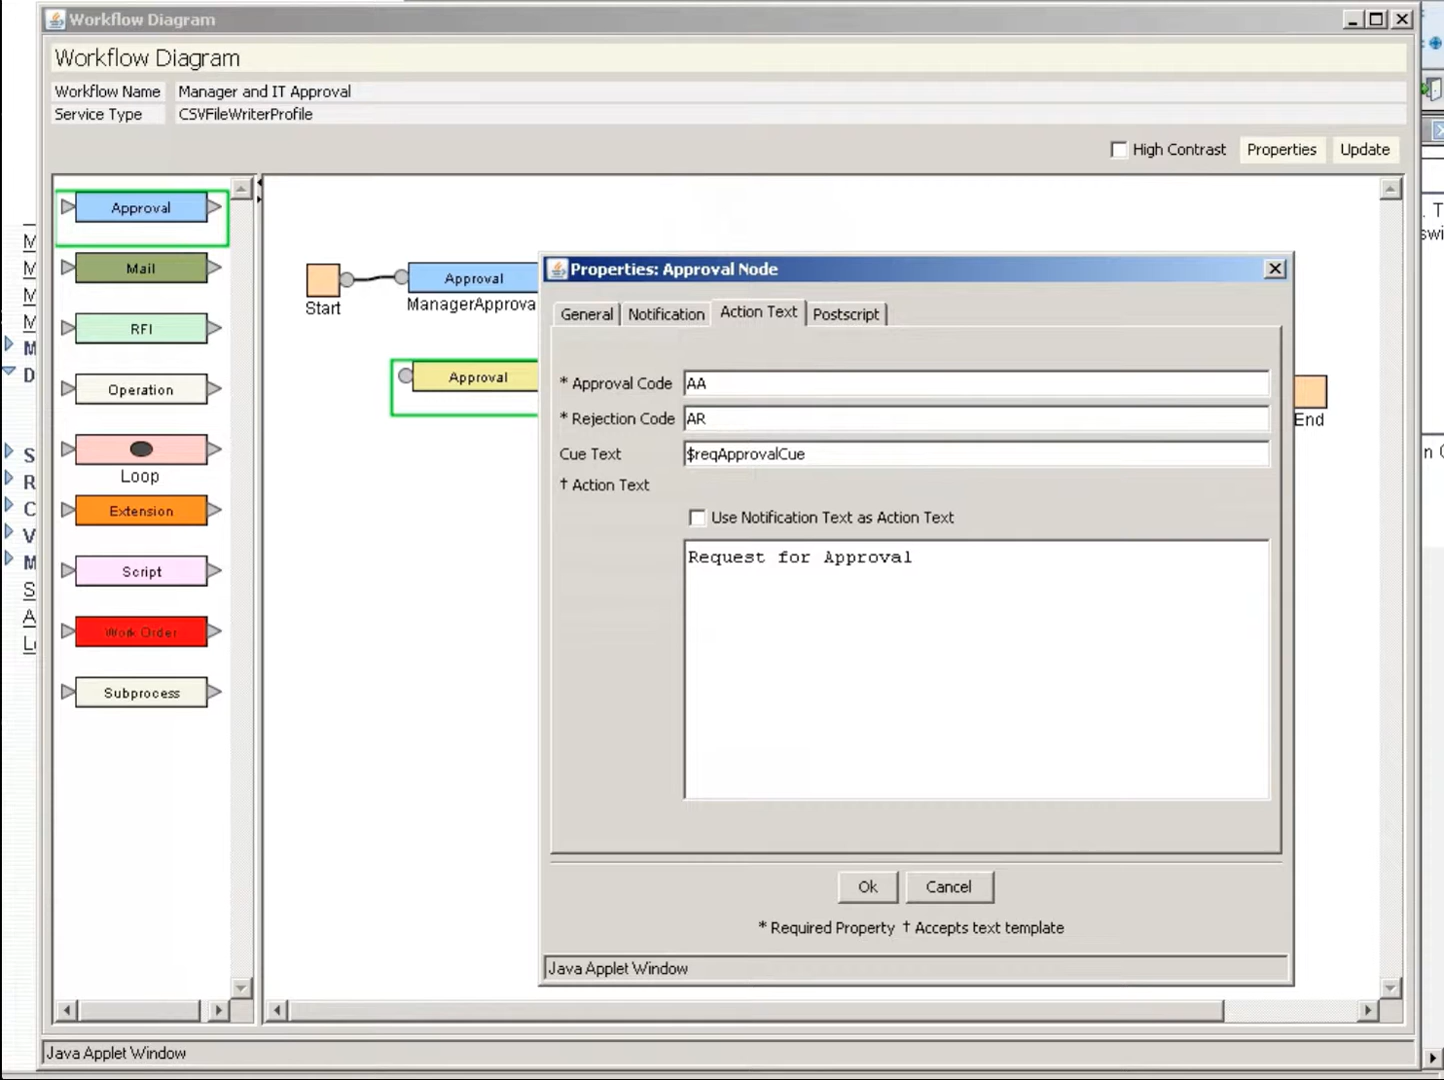 Workflow Diagram
Workflow Diagram
Workflow Name Manager and IT Approval
Service Type CSVFileWriterProfile
High Contrast Properties Update
Approval
Mail
RFI
Operation
Loop
Extension
Script
Work Order
Subprocess
Start
Approval
ManagerApprova
Approval
End
Properties: Approval Node
General Notification Action Text Postscript
* Approval Code AA
* Rejection Code AR
Cue Text $reqApprovalCue
† Action Text
Use Notification Text as Action Text
Request for Approval
Ok Cancel
* Required Property † Accepts text template
Java Applet Window
Java Applet Window
M
M
M
M
M
D
S
R
C
V
M
S
A
. T